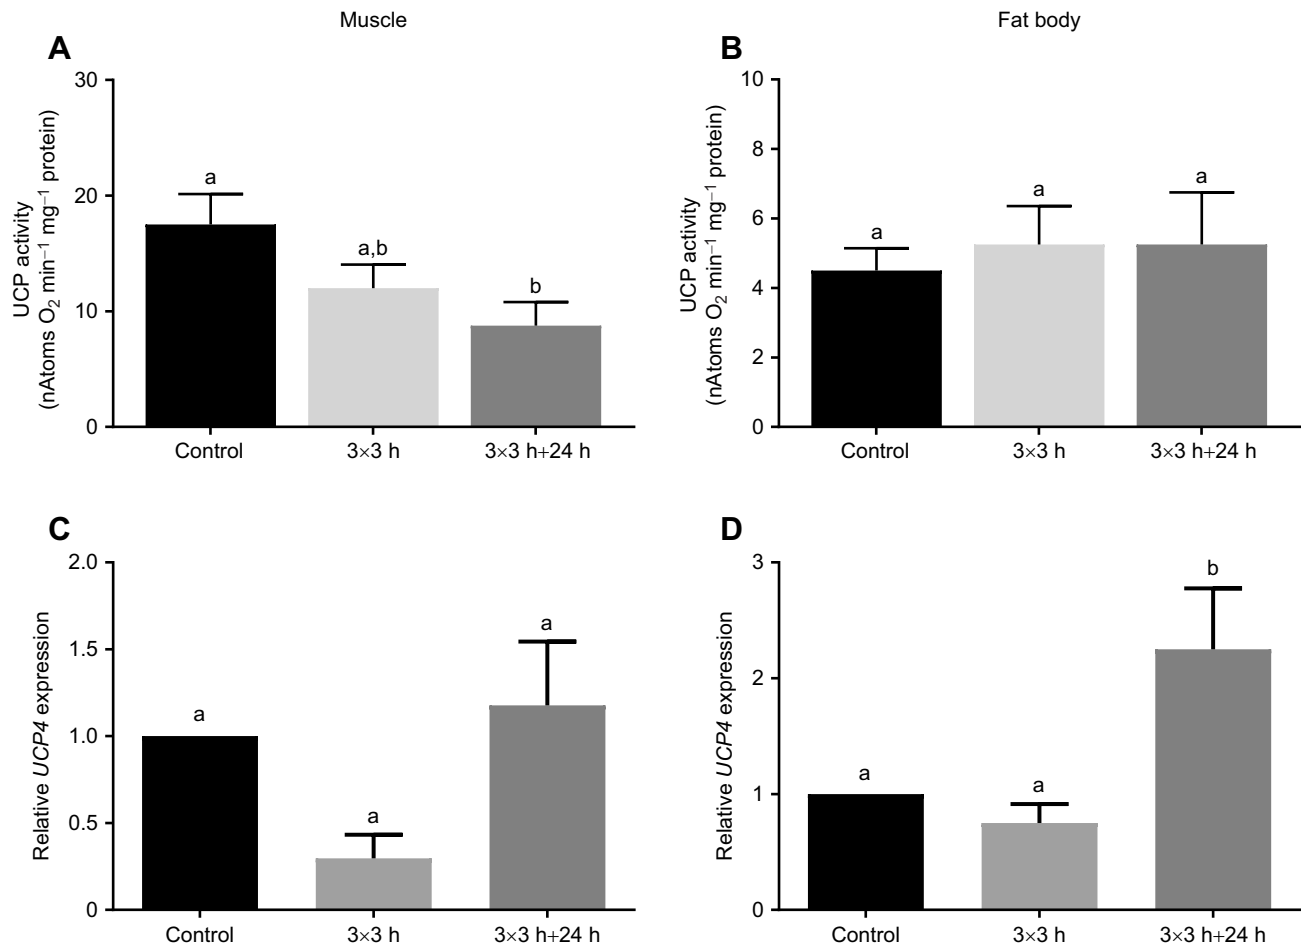 Muscle
Fat body
A
UCP activity
(nAtoms O₂ min⁻¹ mg⁻¹ protein)
30
20
10
0
a
a,b
b
Control
3×3 h
3×3 h+24 h
B
UCP activity
(nAtoms O₂ min⁻¹ mg⁻¹ protein)
10
8
6
4
2
0
a
a
a
Control
3×3 h
3×3 h+24 h
C
Relative UCP4 expression
2.0
1.5
1.0
0.5
0
a
a
a
Control
3×3 h
3×3 h+24 h
D
Relative UCP4 expression
3
2
1
0
a
a
b
Control
3×3 h
3×3 h+24 h